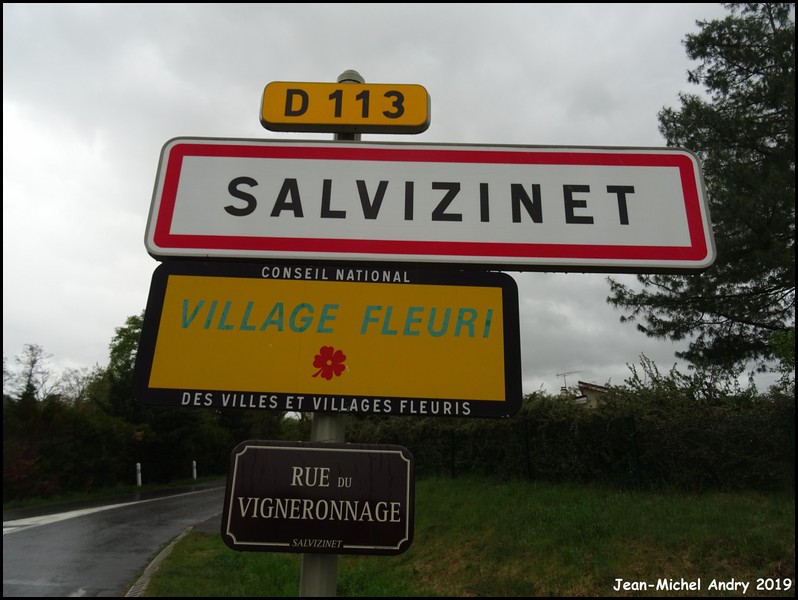 D 113
SALVIZINET
CONSEIL NATIONAL
VILLAGE FLEURI
DES VILLES ET VILLAGES FLEURIS
RUE DU
VIGNERONNAGE
SALVIZINET
Jean-Michel Andry 2019